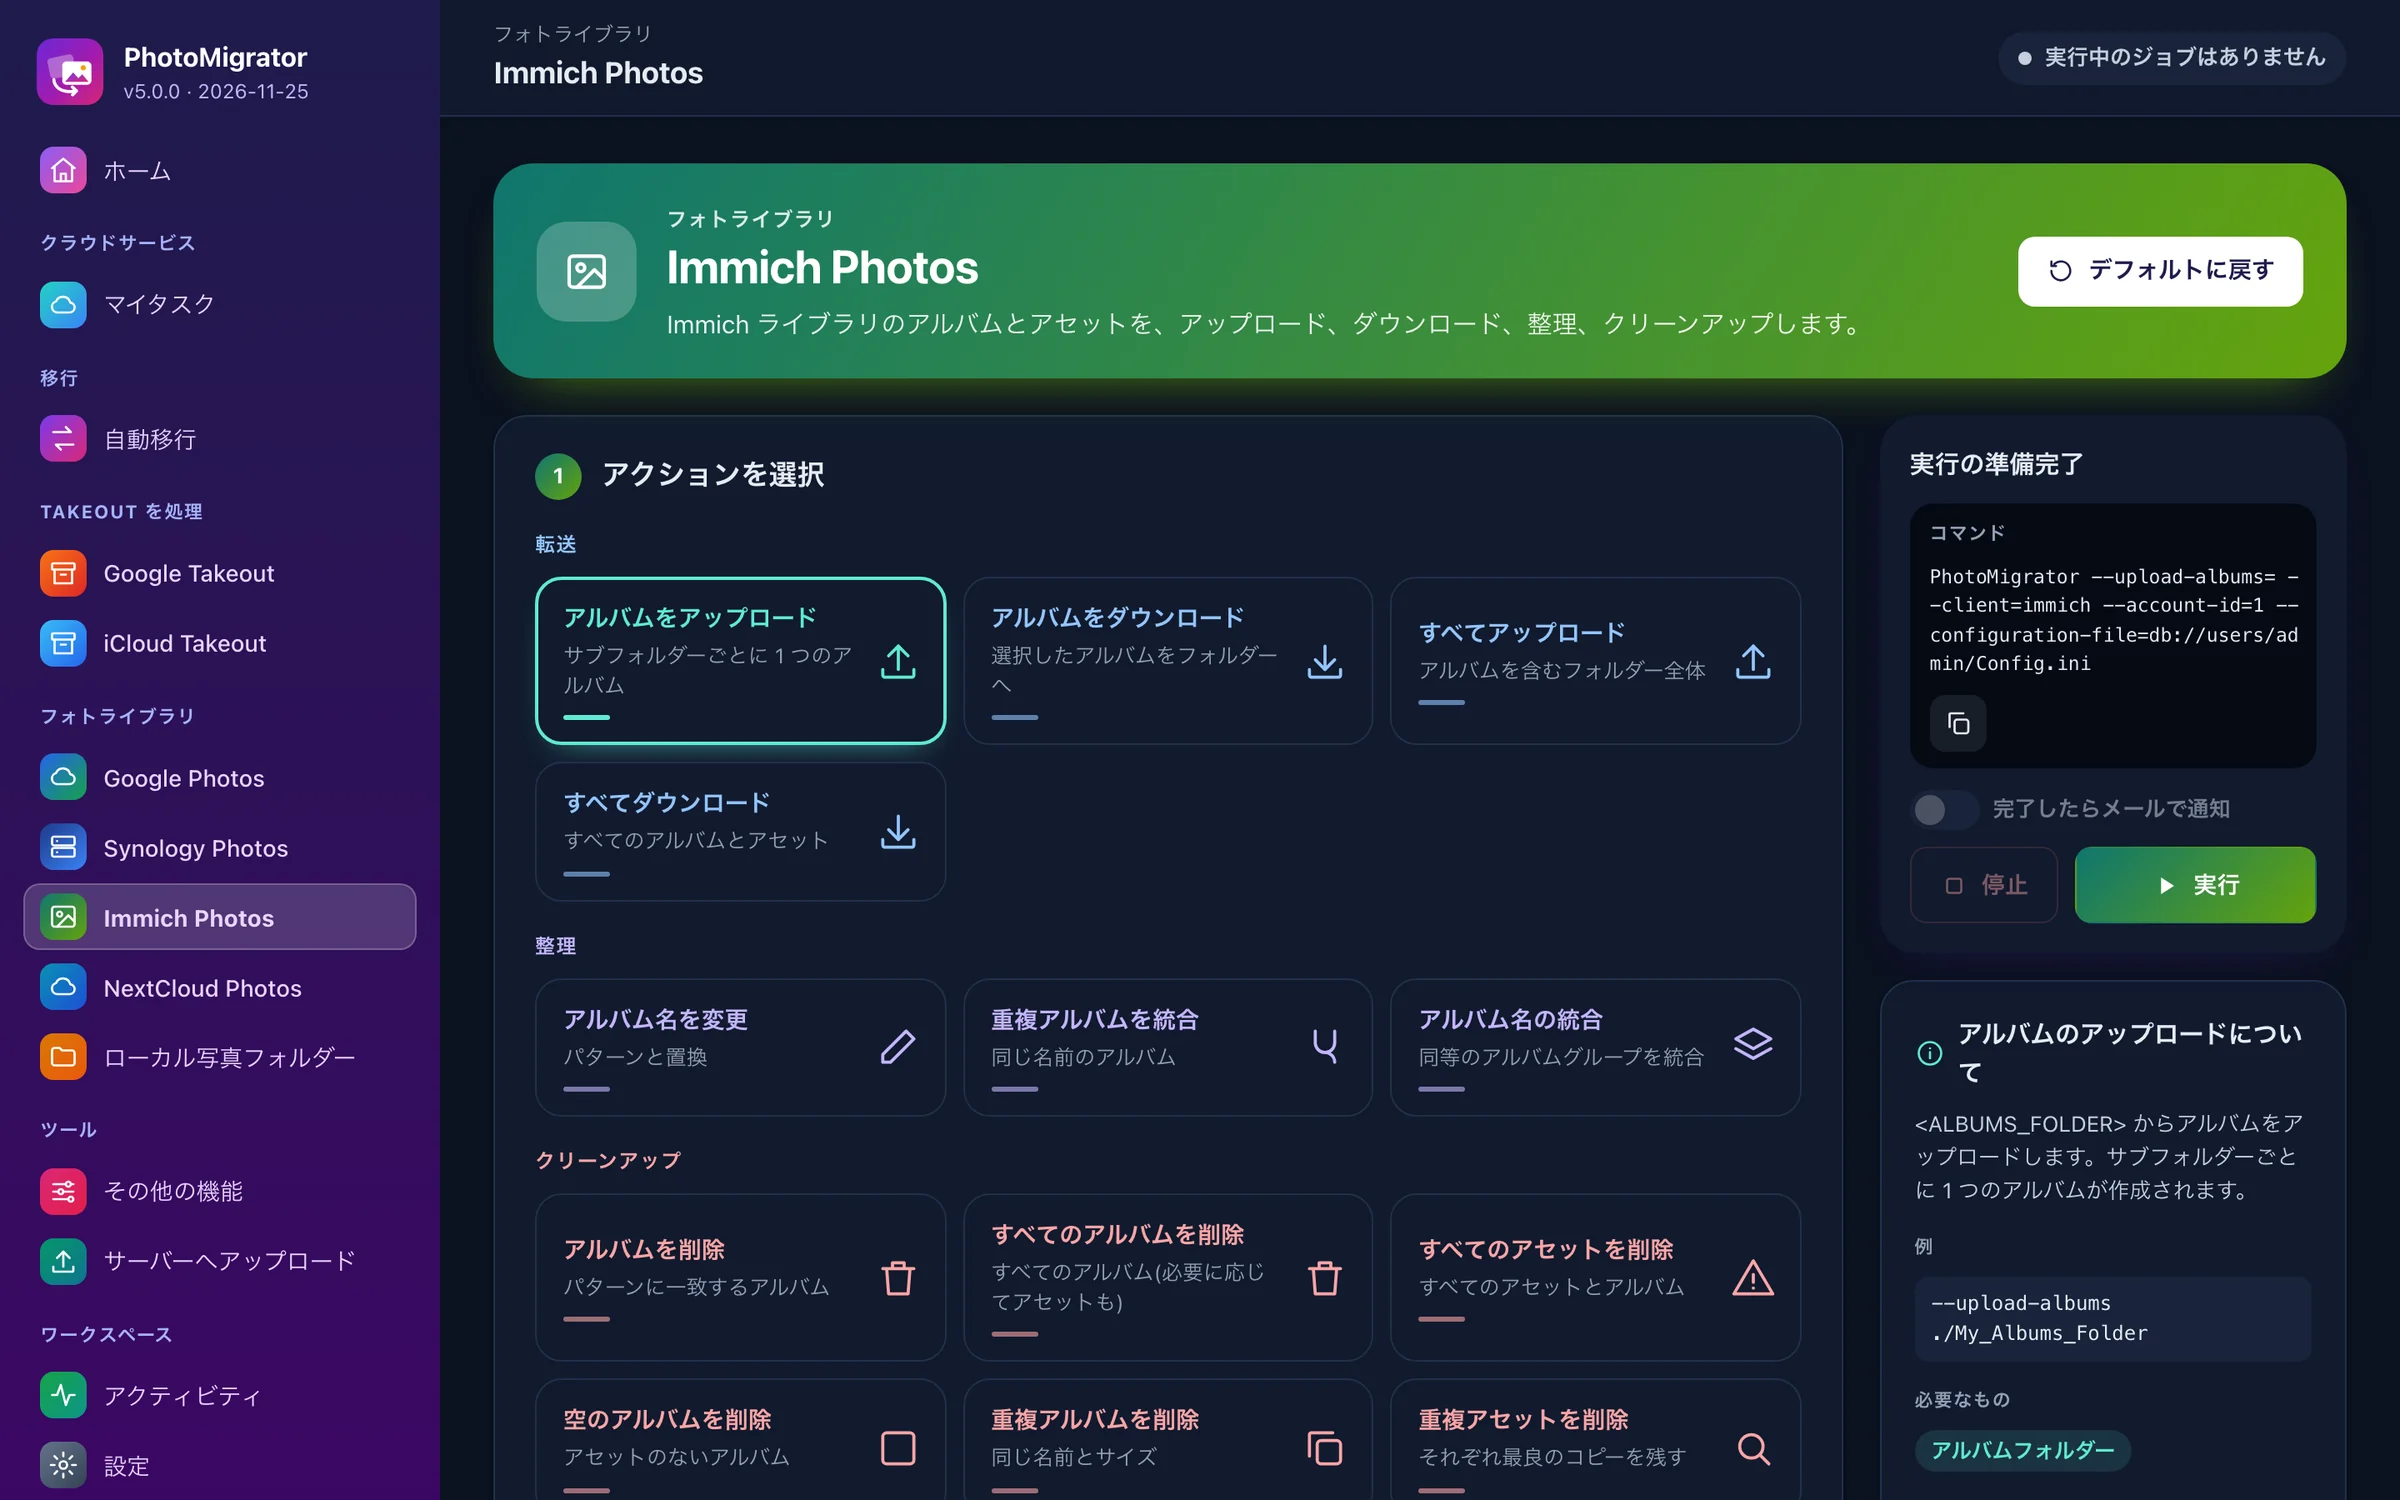 PhotoMigrator
v5.0.0 · 2026-11-25
ホーム
クラウドサービス
マイタスク
移行
自動移行
TAKEOUT を処理
Google Takeout
iCloud Takeout
フォトライブラリ
Google Photos
Synology Photos
Immich Photos
NextCloud Photos
ローカル写真フォルダー
ツール
その他の機能
サーバーへアップロード
ワークスペース
アクティビティ
設定
フォトライブラリ
Immich Photos
実行中のジョブはありません
フォトライブラリ
Immich Photos
Immich ライブラリのアルバムとアセットを、アップロード、ダウンロード、整理、クリーンアップします。
デフォルトに戻す
1 アクションを選択
転送
アルバムをアップロード
サブフォルダーごとに 1 つのア
ルバム
アルバムをダウンロード
選択したアルバムをフォルダー
へ
すべてアップロード
アルバムを含むフォルダー全体
すべてダウンロード
すべてのアルバムとアセット
整理
アルバム名を変更
パターンと置換
重複アルバムを統合
同じ名前のアルバム
アルバム名の統合
同等のアルバムグループを統合
クリーンアップ
アルバムを削除
パターンに一致するアルバム
すべてのアルバムを削除
すべてのアルバム(必要に応じ
てアセットも)
すべてのアセットを削除
すべてのアセットとアルバム
空のアルバムを削除
アセットのないアルバム
重複アルバムを削除
同じ名前とサイズ
重複アセットを削除
それぞれ最良のコピーを残す
実行の準備完了
コマンド
PhotoMigrator --upload-albums= -
-client=immich --account-id=1 --
configuration-file=db://users/ad
min/Config.ini
完了したらメールで通知
停止
実行
アルバムのアップロードについ
て
<ALBUMS_FOLDER> からアルバムをア
ップロードします。サブフォルダーごと
に 1 つのアルバムが作成されます。
例
--upload-albums
./My_Albums_Folder
必要なもの
アルバムフォルダー